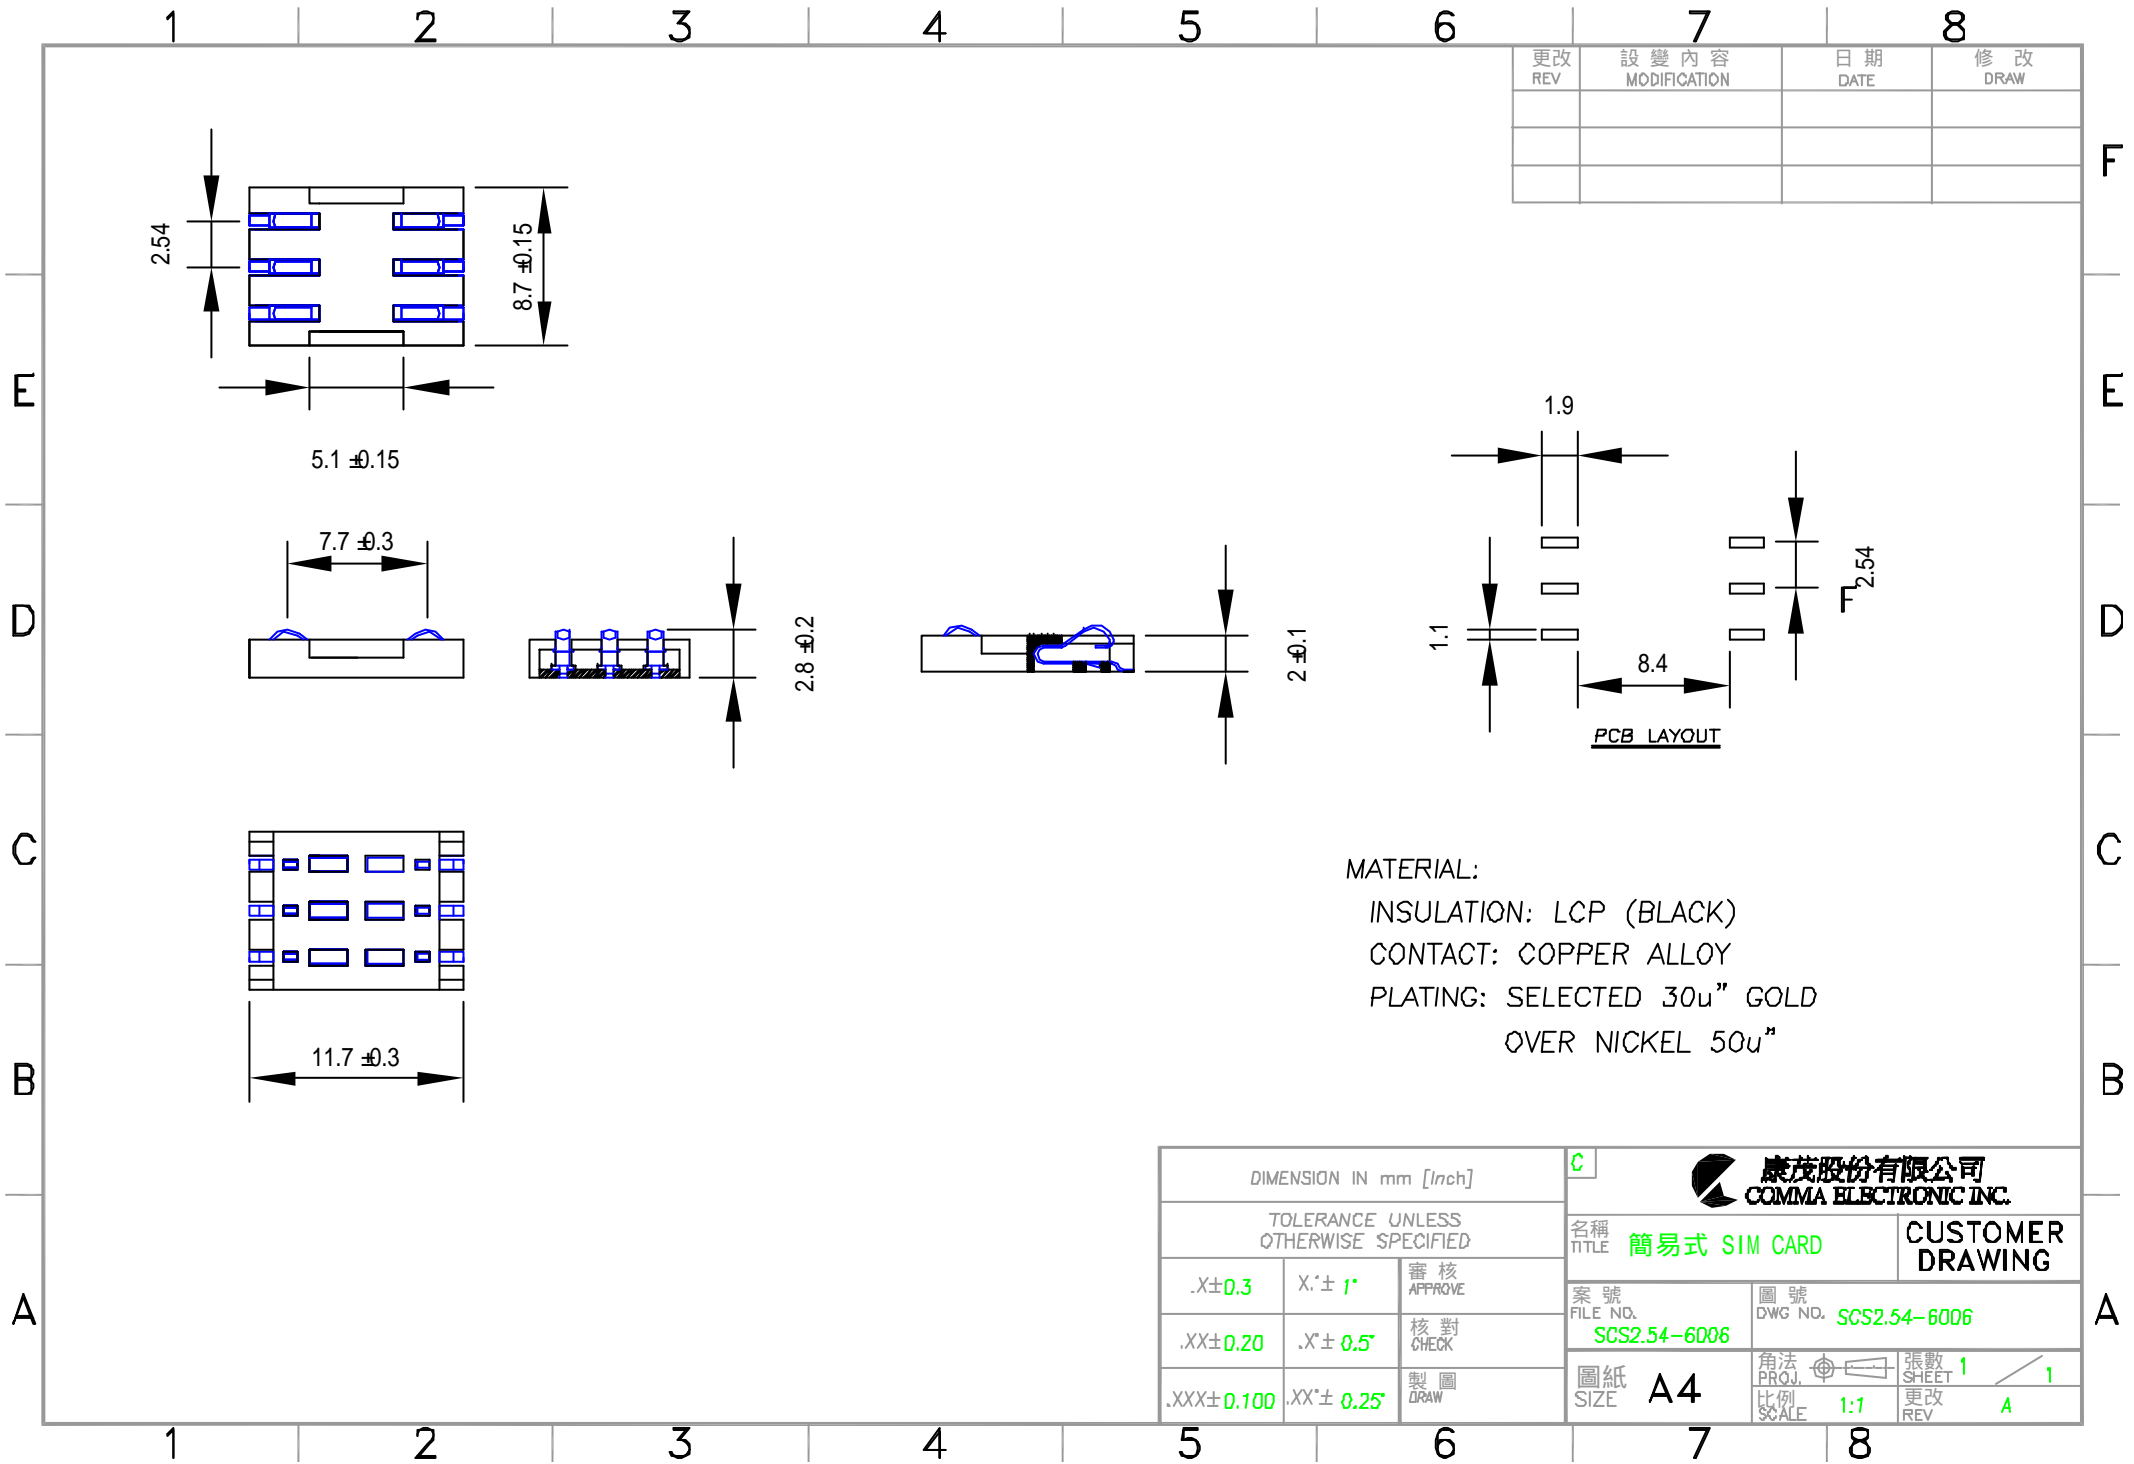 1 2 3 4 5 6 7 8
更改 設變內容 日期 修改
REV MODIFICATION DATE DRAW
F
2.54
8.7 ±0.15
E E
5.1 ±0.15
1.9
7.7 ±0.3
2.8 ±0.2
2 ±0.1
1.1
2.54
F
8.4
D D
PCB LAYOUT
C C
MATERIAL:
INSULATION: LCP (BLACK)
CONTACT: COPPER ALLOY
PLATING: SELECTED 30u" GOLD
OVER NICKEL 50u"
11.7 ±0.3
B B
DIMENSION IN mm [Inch]
TOLERANCE UNLESS
OTHERWISE SPECIFIED
.X±0.3 X.°± 1°
.XX±0.20 .X°± 0.5°
.XXX±0.100 .XX°± 0.25°
審核
APPROVE
核對
CHECK
製圖
DRAW
C
康茂股份有限公司
COMMA ELECTRONIC INC.
名稱
TITLE
簡易式 SIM CARD
CUSTOMER
DRAWING
案號
FILE NO.
SCS2.54-6006
圖號
DWG NO.
SCS2.54-6006
圖紙
SIZE
A4
角法
PROJ.
張數
SHEET
1 / 1
比例
SCALE
1:1
更改
REV
A
A A
1 2 3 4 5 6 7 8